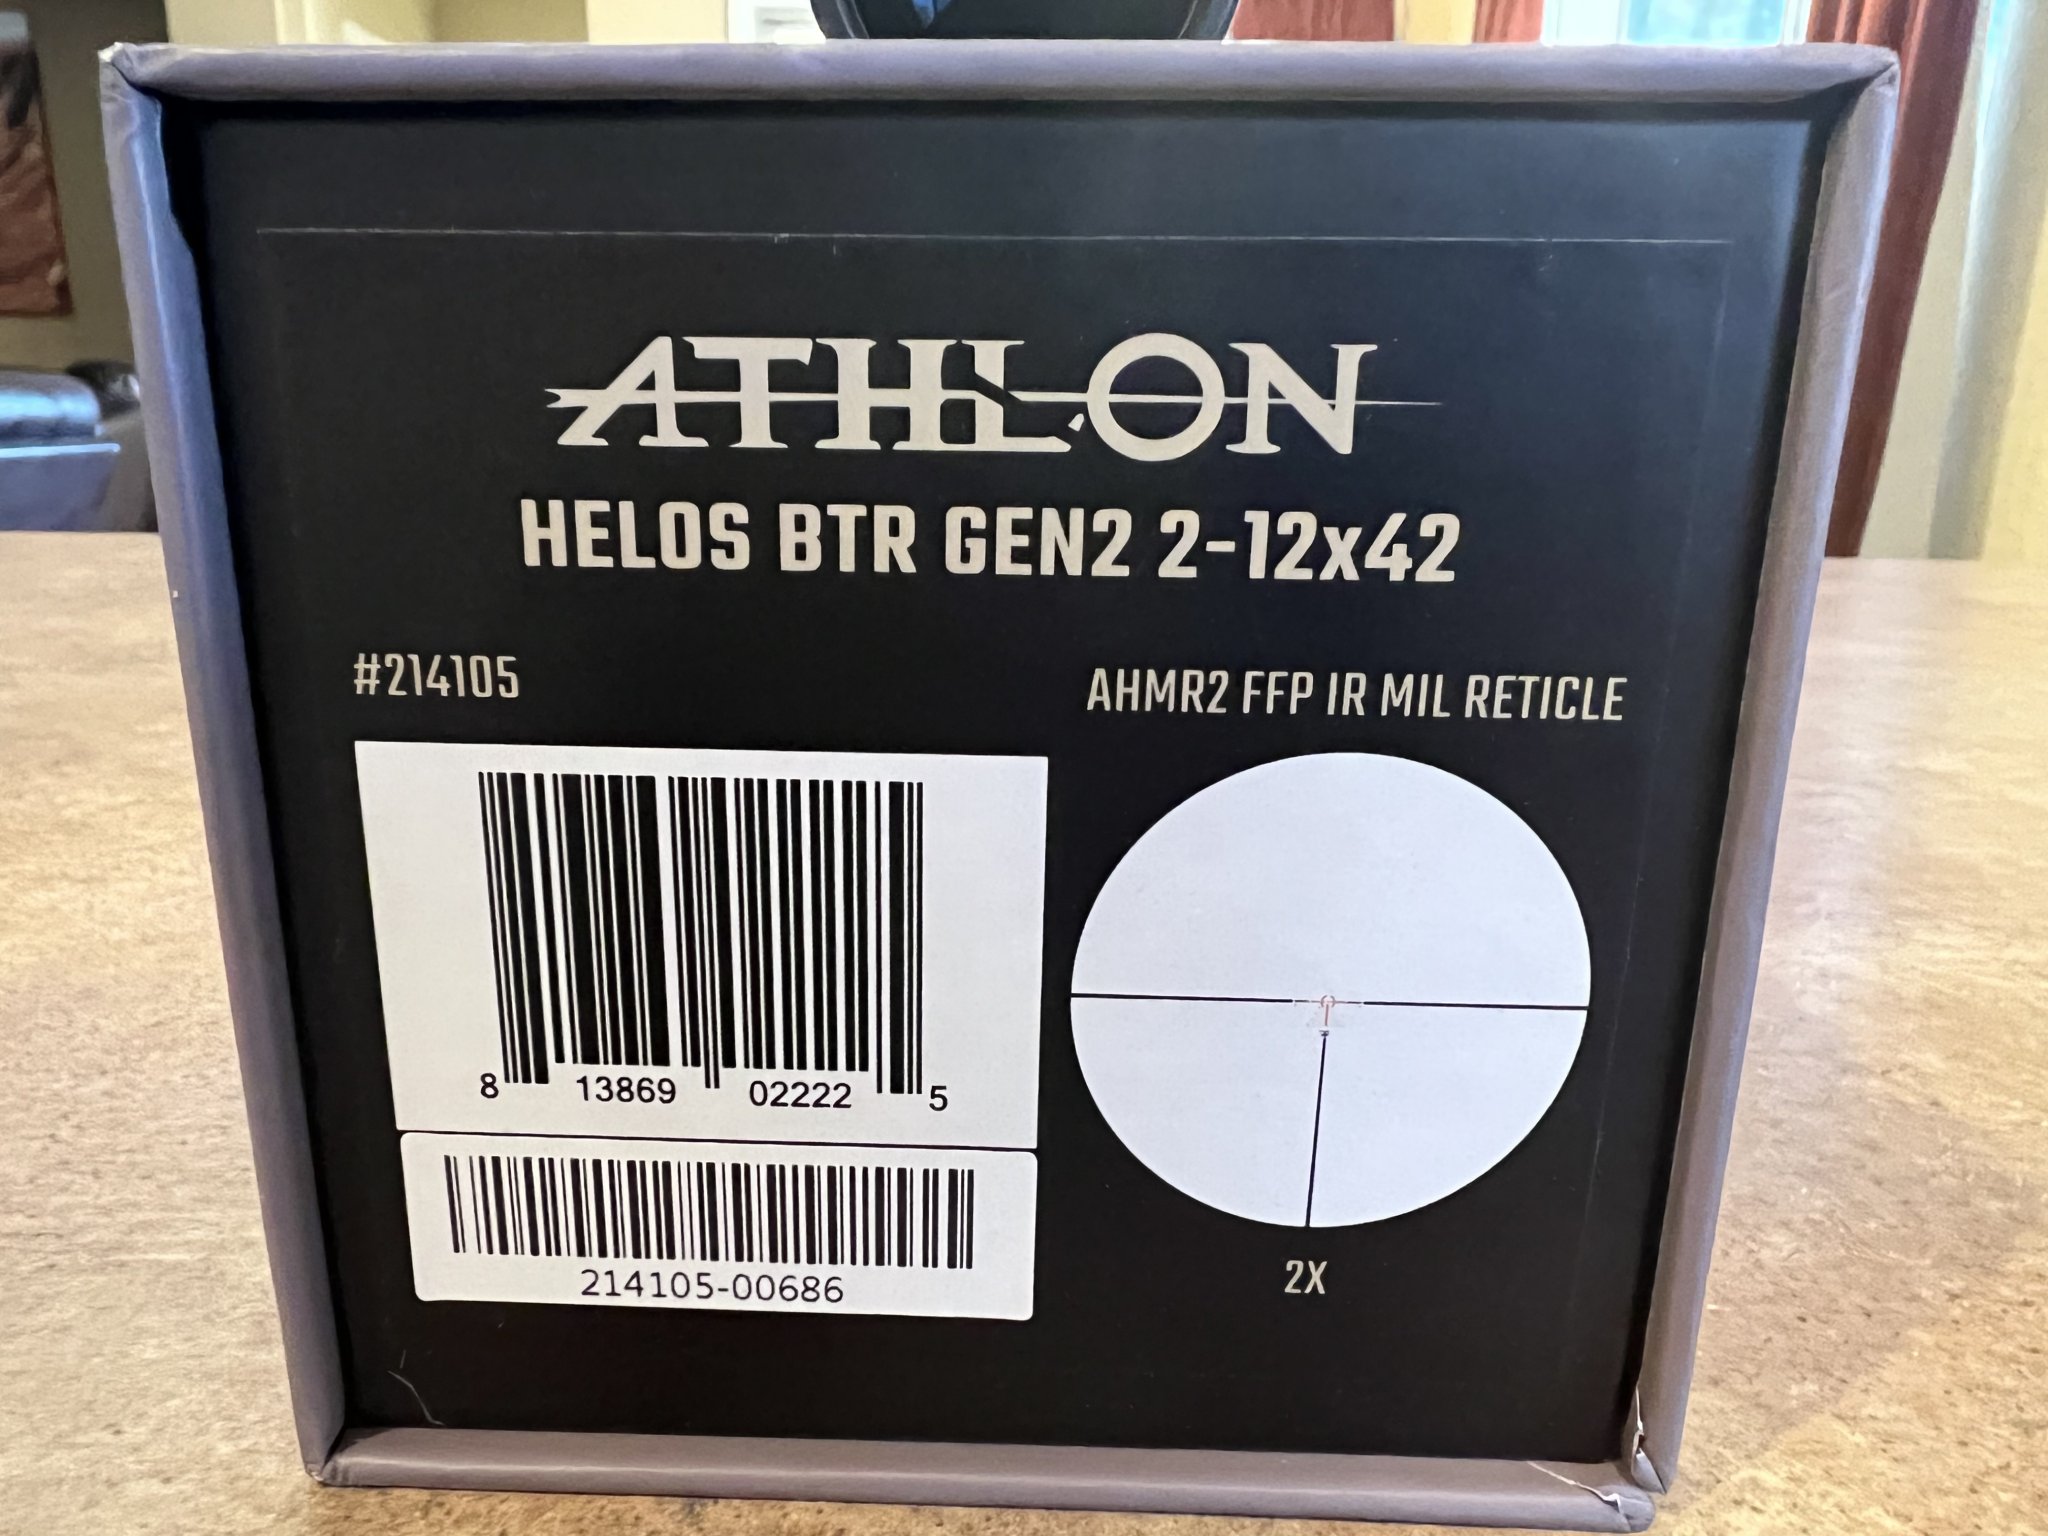 ATHLON
HELOS BTR GEN2 2-12x42
#214105
AHMR2 FFP IR MIL RETICLE
8 13869 02222 5
214105-00686
2X